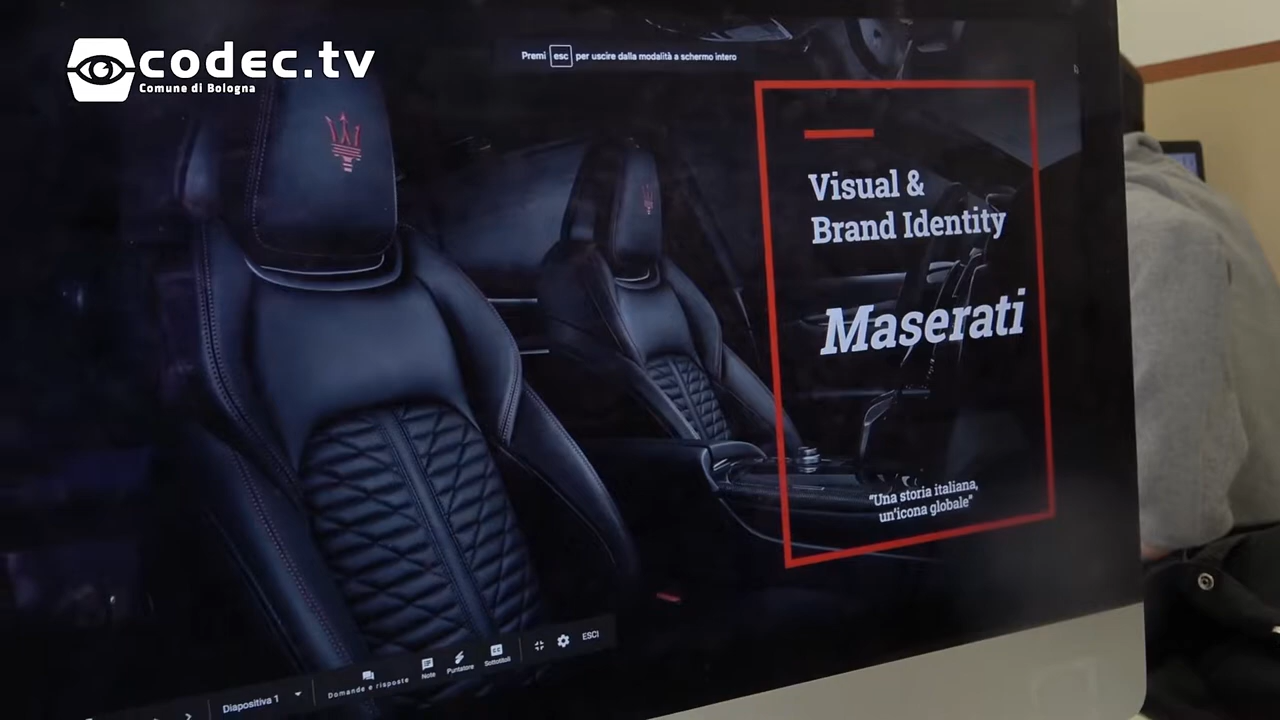 codec.tv
Comune di Bologna
Premi esc per uscire dalla modalità a schermo intero
Visual &
Brand Identity
Maserati
“Una storia italiana,
un'icona globale”
Diapositiva 1
Domande e risposte
Note
Puntatore
CC
Sottotitoli
ESCI